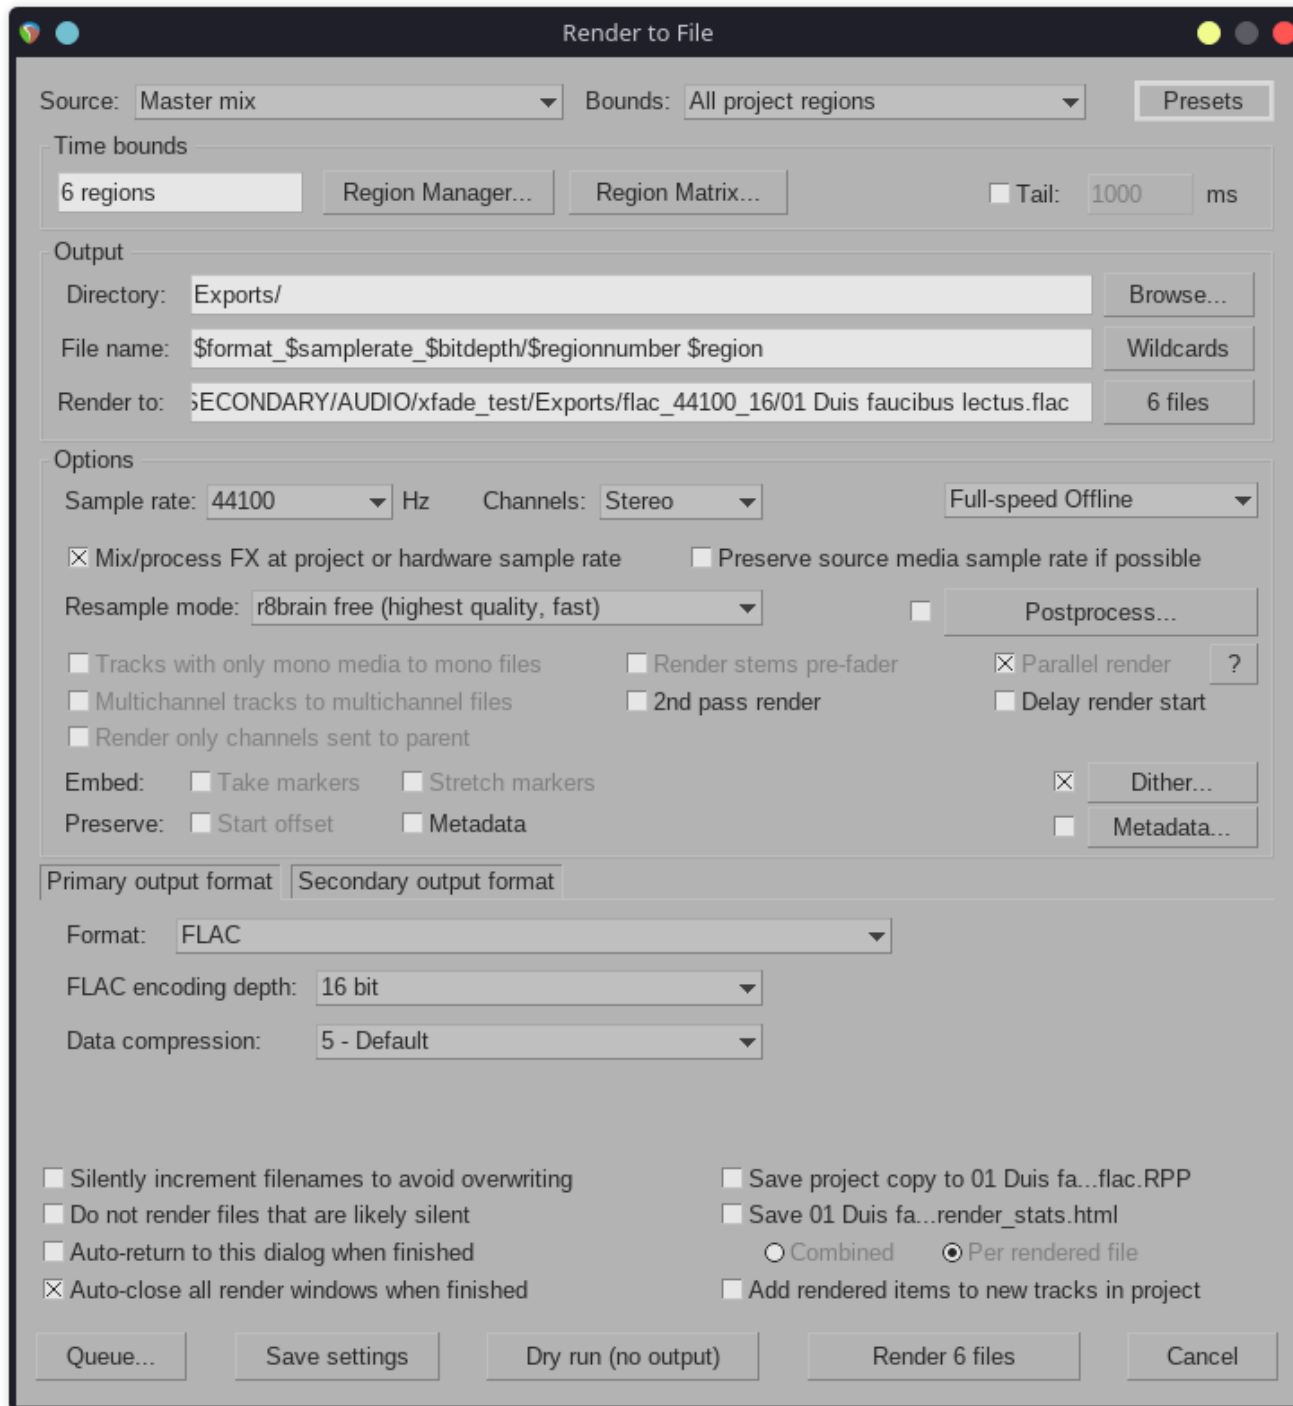 Render to File
Source: Master mix Bounds: All project regions Presets
Time bounds
6 regions Region Manager... Region Matrix... Tail: 1000 ms
Output
Directory: Exports/ Browse...
File name: $format_$samplerate_$bitdepth/$regionnumber $region Wildcards
Render to: SECONDARY/AUDIO/xfade_test/Exports/flac_44100_16/01 Duis faucibus lectus.flac 6 files
Options
Sample rate: 44100 Hz Channels: Stereo Full-speed Offline
Mix/process FX at project or hardware sample rate Preserve source media sample rate if possible
Resample mode: r8brain free (highest quality, fast) Postprocess...
Tracks with only mono media to mono files Render stems pre-fader Parallel render ?
Multichannel tracks to multichannel files 2nd pass render Delay render start
Render only channels sent to parent
Embed: Take markers Stretch markers Dither...
Preserve: Start offset Metadata Metadata...
Primary output format Secondary output format
Format: FLAC
FLAC encoding depth: 16 bit
Data compression: 5 - Default
Silently increment filenames to avoid overwriting Save project copy to 01 Duis fa...flac.RPP
Do not render files that are likely silent Save 01 Duis fa...render_stats.html
Auto-return to this dialog when finished Combined Per rendered file
Auto-close all render windows when finished Add rendered items to new tracks in project
Queue... Save settings Dry run (no output) Render 6 files Cancel